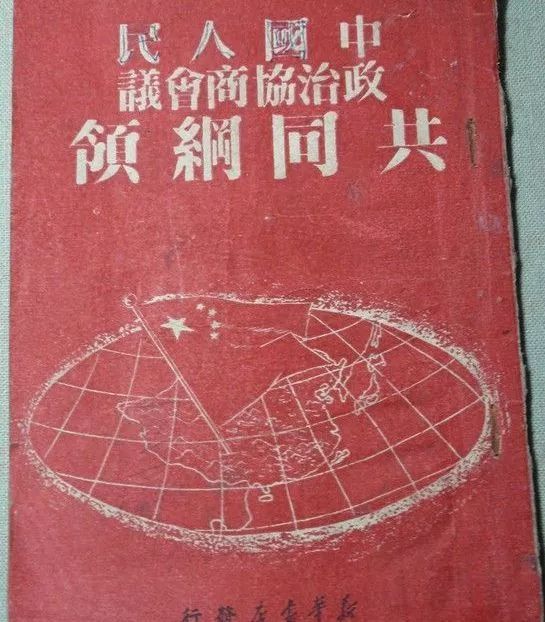 中國人民
政治協商會議
共同綱領
新華書店發行